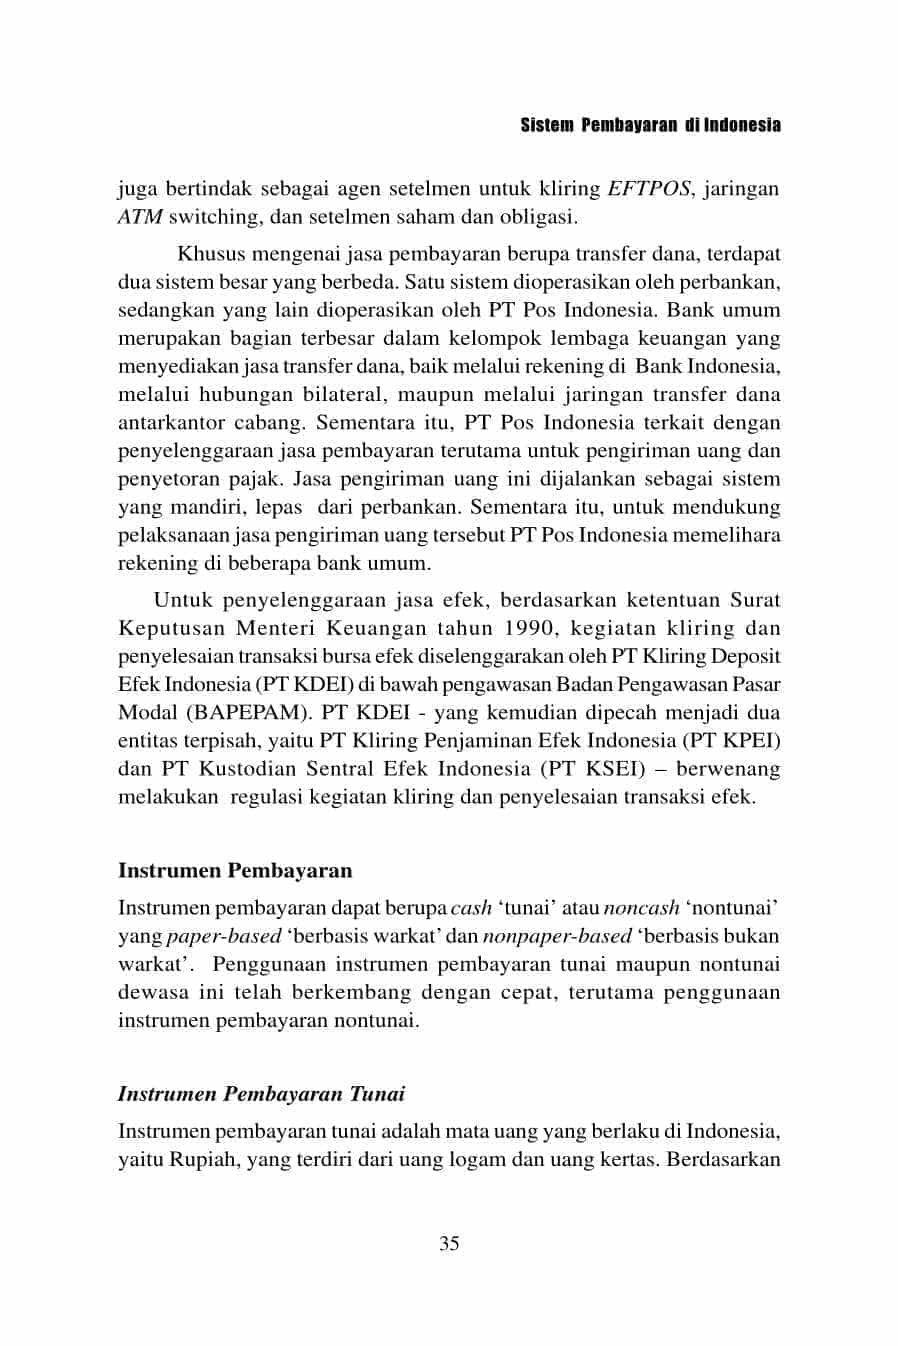 Sistem Pembayaran di Indonesia
juga bertindak sebagai agen setelmen untuk kliring EFTPOS, jaringan
ATM switching, dan setelmen saham dan obligasi.
Khusus mengenai jasa pembayaran berupa transfer dana, terdapat
dua sistem besar yang berbeda. Satu sistem dioperasikan oleh perbankan,
sedangkan yang lain dioperasikan oleh PT Pos Indonesia. Bank umum
merupakan bagian terbesar dalam kelompok lembaga keuangan yang
menyediakan jasa transfer dana, baik melalui rekening di Bank Indonesia,
melalui hubungan bilateral, maupun melalui jaringan transfer dana
antarkantor cabang. Sementara itu, PT Pos Indonesia terkait dengan
penyelenggaraan jasa pembayaran terutama untuk pengiriman uang dan
penyetoran pajak. Jasa pengiriman uang ini dijalankan sebagai sistem
yang mandiri, lepas dari perbankan. Sementara itu, untuk mendukung
pelaksanaan jasa pengiriman uang tersebut PT Pos Indonesia memelihara
rekening di beberapa bank umum.
Untuk penyelenggaraan jasa efek, berdasarkan ketentuan Surat
Keputusan Menteri Keuangan tahun 1990, kegiatan kliring dan
penyelesaian transaksi bursa efek diselenggarakan oleh PT Kliring Deposit
Efek Indonesia (PT KDEI) di bawah pengawasan Badan Pengawasan Pasar
Modal (BAPEPAM). PT KDEI - yang kemudian dipecah menjadi dua
entitas terpisah, yaitu PT Kliring Penjaminan Efek Indonesia (PT KPEI)
dan PT Kustodian Sentral Efek Indonesia (PT KSEI) – berwenang
melakukan regulasi kegiatan kliring dan penyelesaian transaksi efek.
Instrumen Pembayaran
Instrumen pembayaran dapat berupa cash ‘tunai’ atau noncash ‘nontunai’
yang paper-based ‘berbasis warkat’ dan nonpaper-based ‘berbasis bukan
warkat’. Penggunaan instrumen pembayaran tunai maupun nontunai
dewasa ini telah berkembang dengan cepat, terutama penggunaan
instrumen pembayaran nontunai.
Instrumen Pembayaran Tunai
Instrumen pembayaran tunai adalah mata uang yang berlaku di Indonesia,
yaitu Rupiah, yang terdiri dari uang logam dan uang kertas. Berdasarkan
35